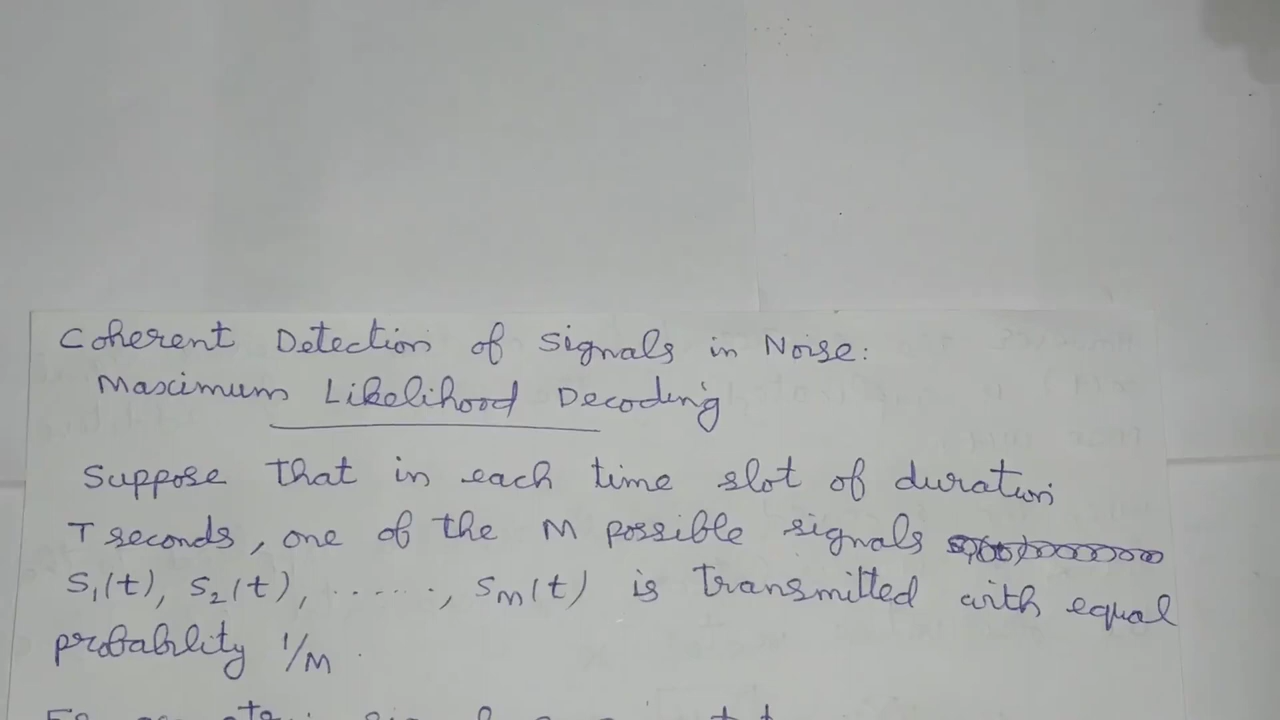 Coherent Detection of Signals in Noise:
Maximum Likelihood Decoding
Suppose that in each time slot of duration
T seconds, one of the M possible signals
S1(t), S2(t), ......, SM(t) is transmitted with equal
probability 1/M.